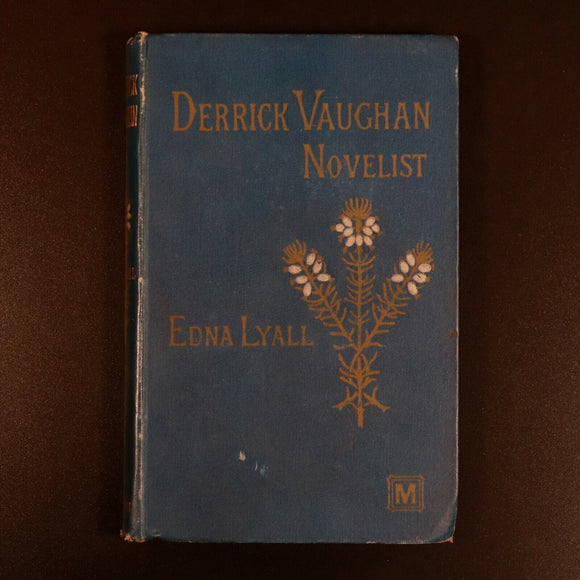 DERRICK VAUGHAN
NOVELIST
EDNA LYALL
M